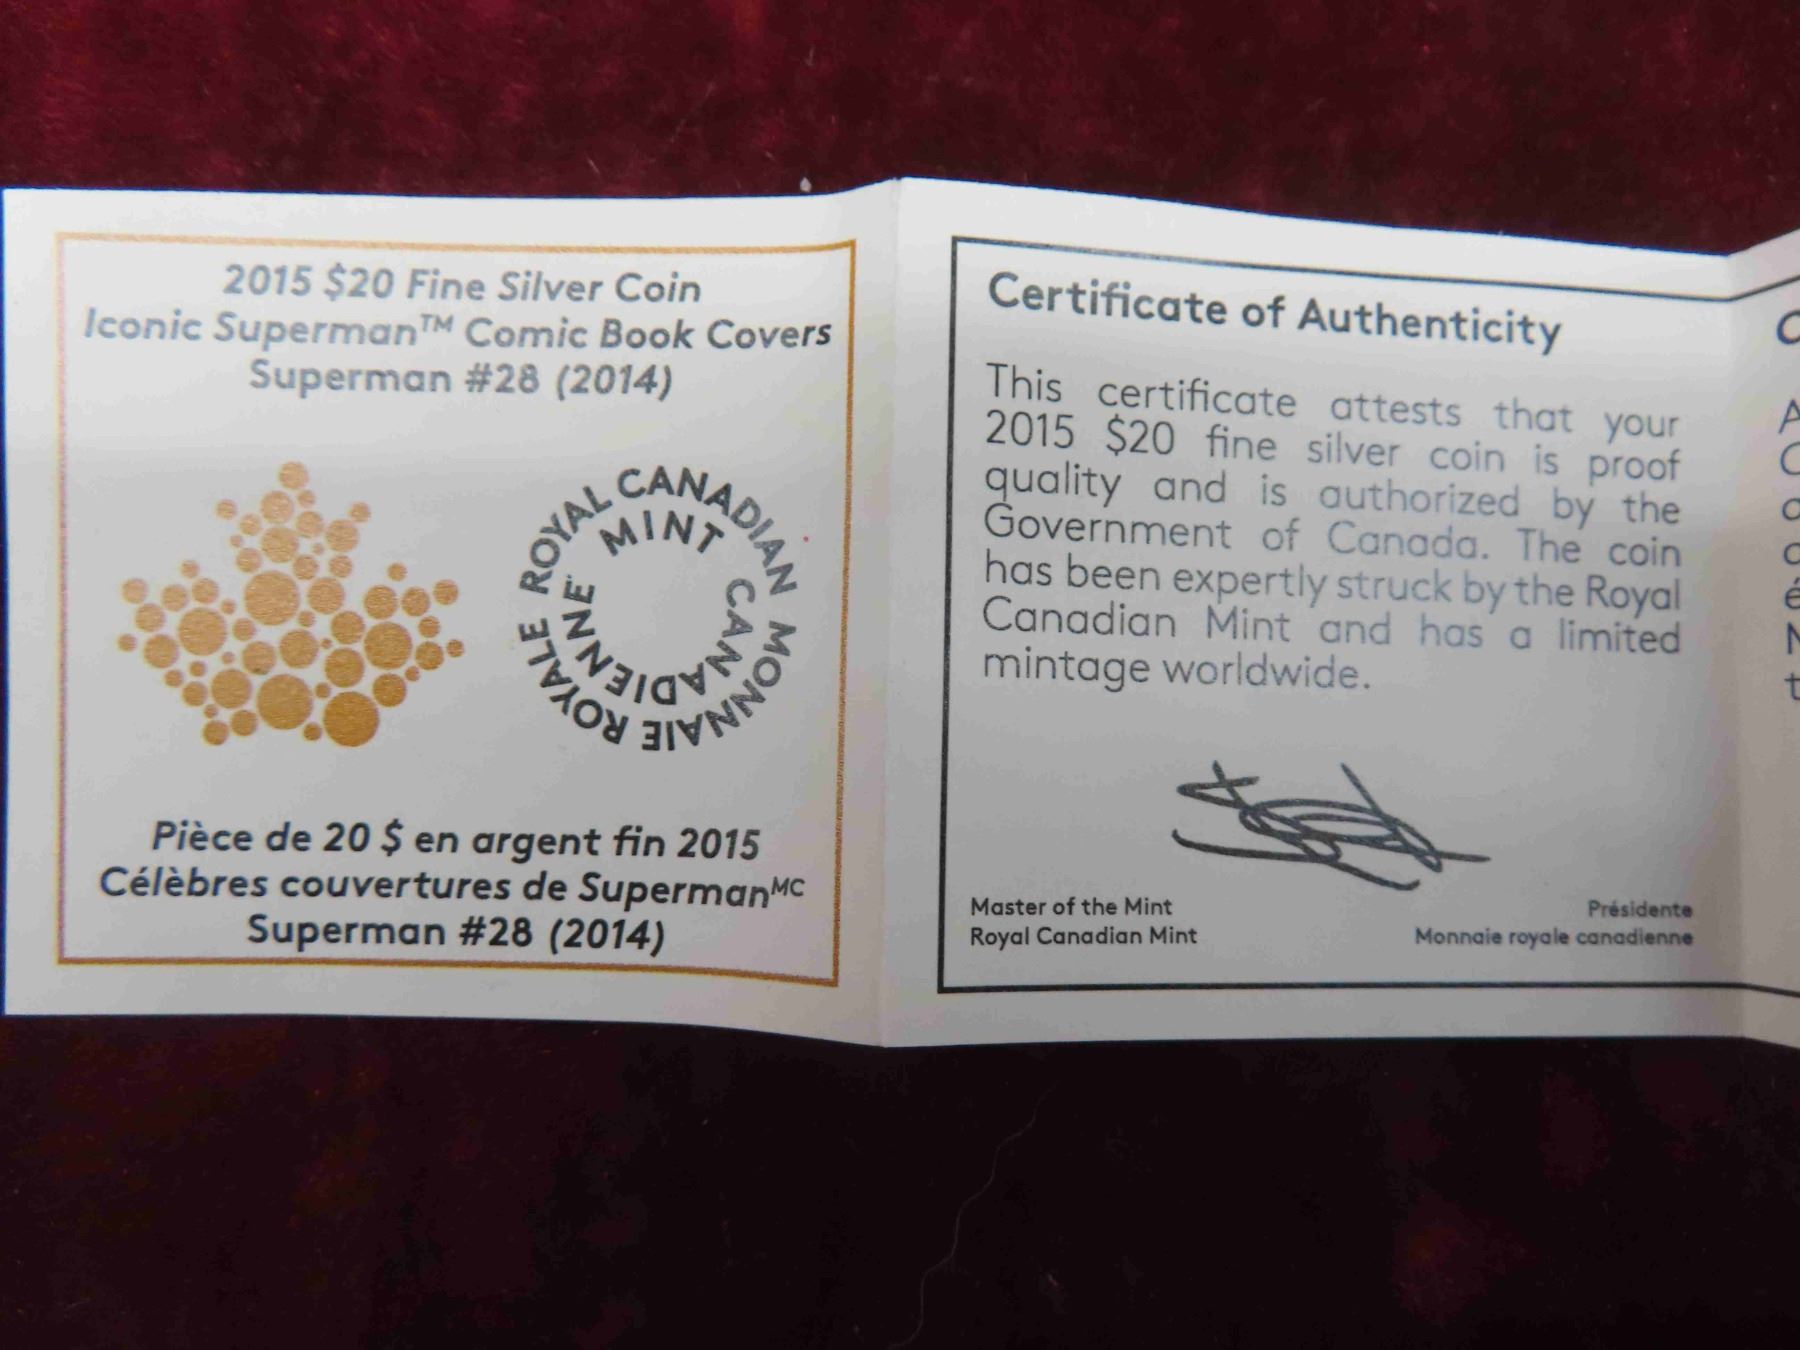 2015 $20 Fine Silver Coin
Iconic Superman™ Comic Book Covers
Superman #28 (2014)
ROYAL CANADIAN MINT
MONNAIE ROYALE CANADIENNE
Pièce de 20 $ en argent fin 2015
Célèbres couvertures de Superman MC
Superman #28 (2014)
Certificate of Authenticity
This certificate attests that your
2015 $20 fine silver coin is proof
quality and is authorized by the
Government of Canada. The coin
has been expertly struck by the Royal
Canadian Mint and has a limited
mintage worldwide.
Master of the Mint
Royal Canadian Mint
Présidente
Monnaie royale canadienne